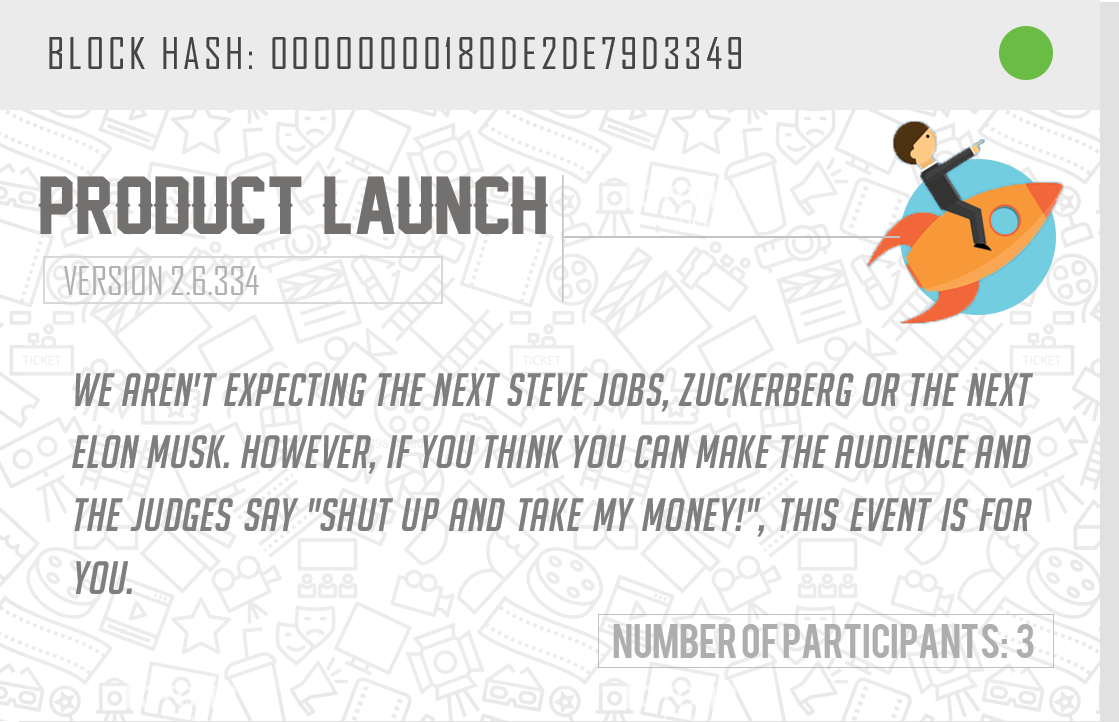 BLOCK HASH: 00000000180DE2DE79D3349
PRODUCT LAUNCH
VERSION 2.6.334
TICKET TICKET TICKET
WE AREN'T EXPECTING THE NEXT STEVE JOBS, ZUCKERBERG OR THE NEXT
ELON MUSK. HOWEVER, IF YOU THINK YOU CAN MAKE THE AUDIENCE AND
THE JUDGES SAY "SHUT UP AND TAKE MY MONEY!", THIS EVENT IS FOR
YOU.
NUMBER OF PARTICIPANTS: 3